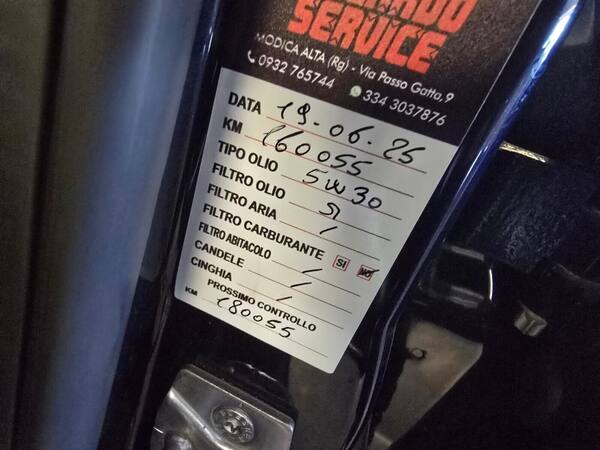 SERVICE
MODICA ALTA (Rg) - Via Passo Gatta, 9
0932 765744 334 3037876
DATA 19-06-25
KM 160055
TIPO OLIO 5W30
FILTRO OLIO SI
FILTRO ARIA /
FILTRO CARBURANTE SI NO
FILTRO ABITACOLO /
CANDELE /
CINGHIA
PROSSIMO CONTROLLO
KM 180055